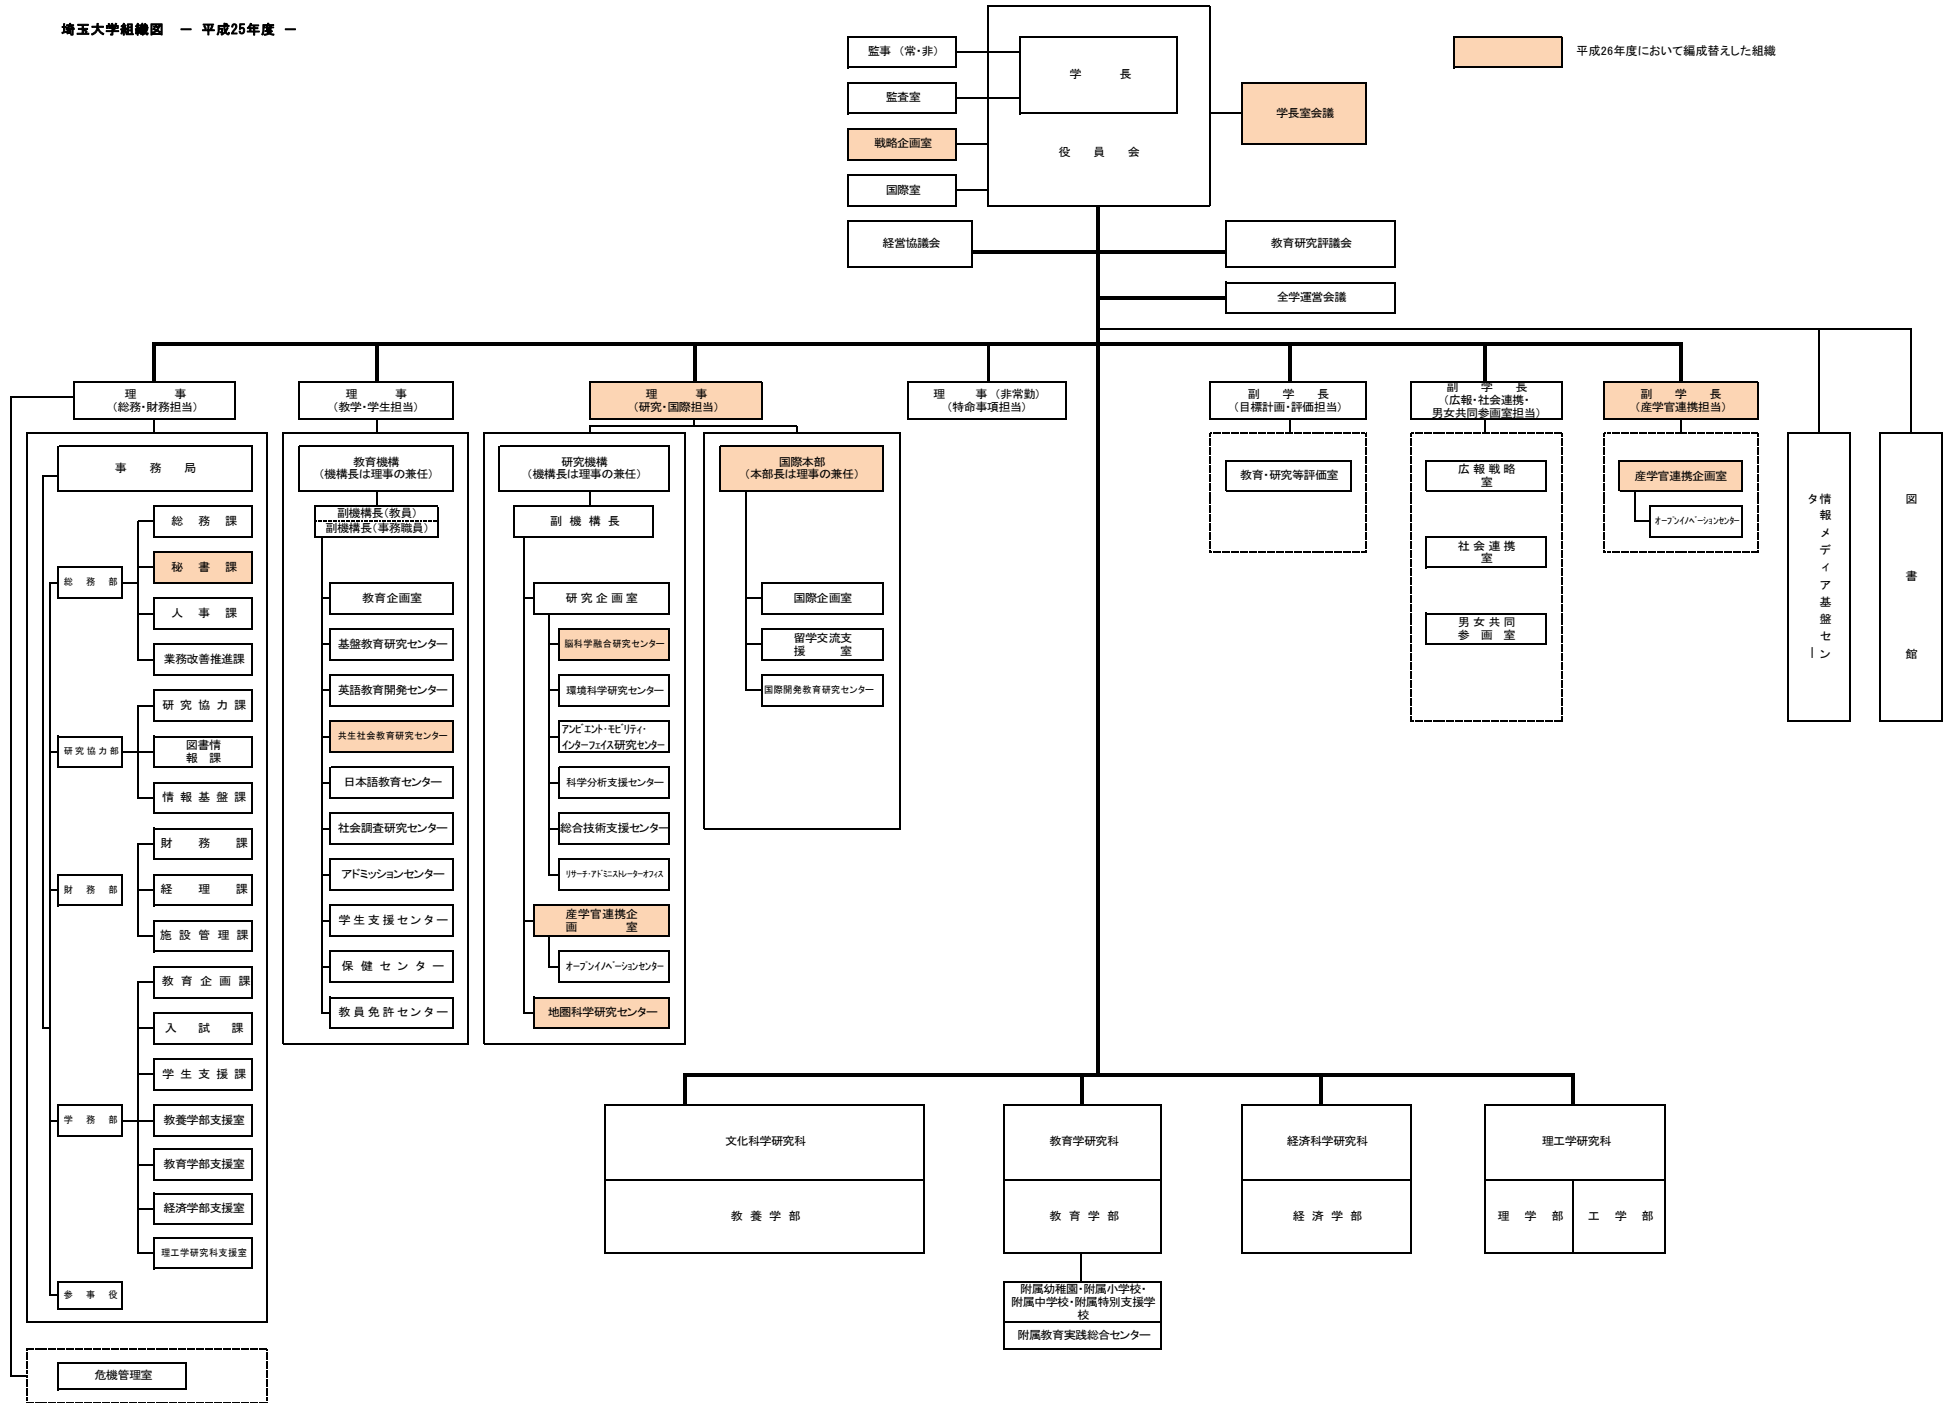 埼玉大学組織図 － 平成25年度 －
平成26年度において編成替えした組織
監事（常・非）
監査室
戦略企画室
国際室
学長
役員会
学長室会議
経営協議会
教育研究評議会
全学運営会議
理事
（総務・財務担当）
理事
（教学・学生担当）
理事
（研究・国際担当）
理事（非常勤）
（特命事項担当）
副学長
（目標計画・評価担当）
副学長
（広報・社会連携・
男女共同参画室担当）
副学長
（産学官連携担当）
事務局
総務部
総務課
秘書課
人事課
業務改善推進課
研究協力部
研究協力課
図書情
報課
情報基盤課
財務部
財務課
経理課
施設管理課
学務部
教育企画課
入試課
学生支援課
教養学部支援室
教育学部支援室
経済学部支援室
理工学研究科支援室
参事役
危機管理室
教育機構
（機構長は理事の兼任）
副機構長（教員）
副機構長（事務職員）
教育企画室
基盤教育研究センター
英語教育開発センター
共生社会教育研究センター
日本語教育センター
社会調査研究センター
アドミッションセンター
学生支援センター
保健センター
教員免許センター
研究機構
（機構長は理事の兼任）
副機構長
研究企画室
脳科学融合研究センター
環境科学研究センター
アンビエント・モビリティ・
インターフェイス研究センター
科学分析支援センター
総合技術支援センター
リサーチ・アドミニストレーターオフィス
産学官連携企
画室
オープンイノベーションセンター
地圏科学研究センター
国際本部
（本部長は理事の兼任）
国際企画室
留学交流支
援室
国際開発教育研究センター
教育・研究等評価室
広報戦略
室
社会連携
室
男女共同
参画室
産学官連携企画室
オープンイノベーションセンター
情報メディア基盤セン
ター
図書館
文化科学研究科
教養学部
教育学研究科
教育学部
経済科学研究科
経済学部
理工学研究科
理学部
工学部
附属幼稚園・附属小学校・
附属中学校・附属特別支援学
校
附属教育実践総合センター